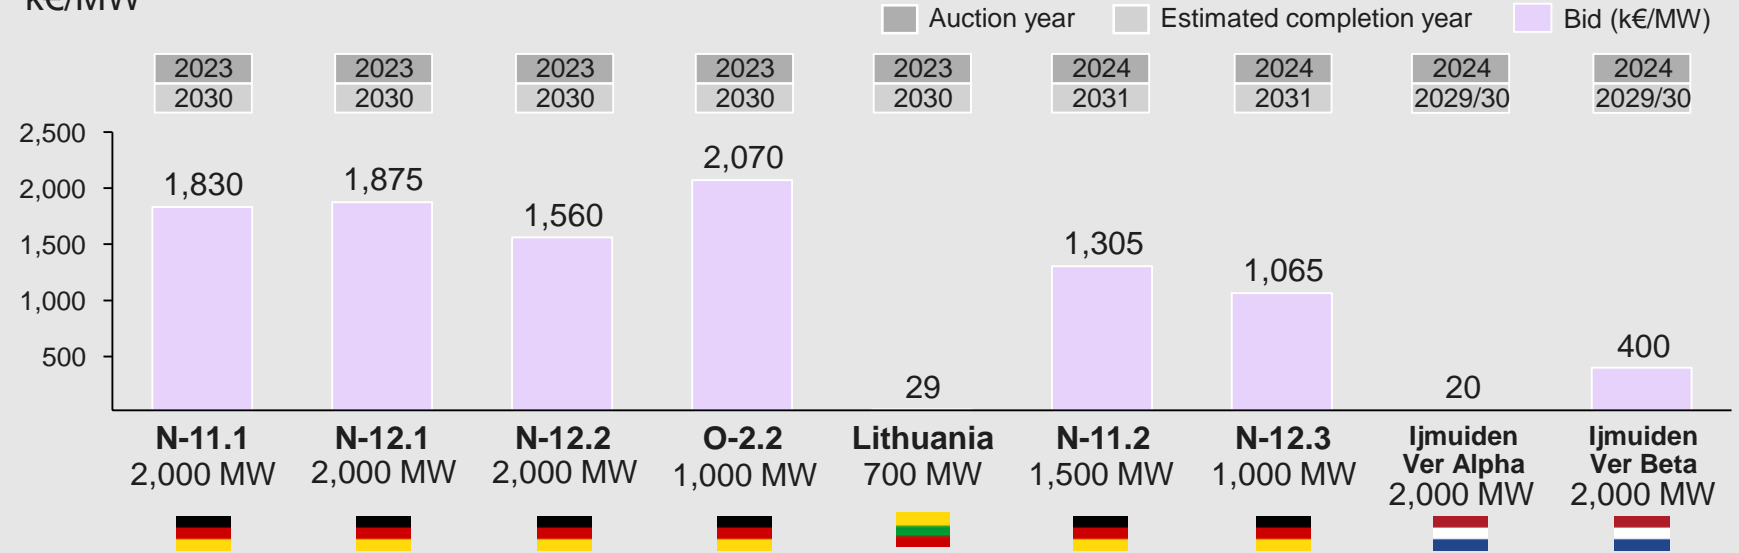 k€/MW
Auction year Estimated completion year Bid (k€/MW)
2023 2023 2023 2023 2023 2024 2024 2024 2024
2030 2030 2030 2030 2030 2031 2031 2029/30 2029/30
2,500
2,000
1,500
1,000
500
1,830 1,875 1,560 2,070 29 1,305 1,065 20 400
N-11.1 N-12.1 N-12.2 O-2.2 Lithuania N-11.2 N-12.3 Ijmuiden Ijmuiden
Ver Alpha Ver Beta
2,000 MW 2,000 MW 2,000 MW 1,000 MW 700 MW 1,500 MW 1,000 MW 2,000 MW 2,000 MW